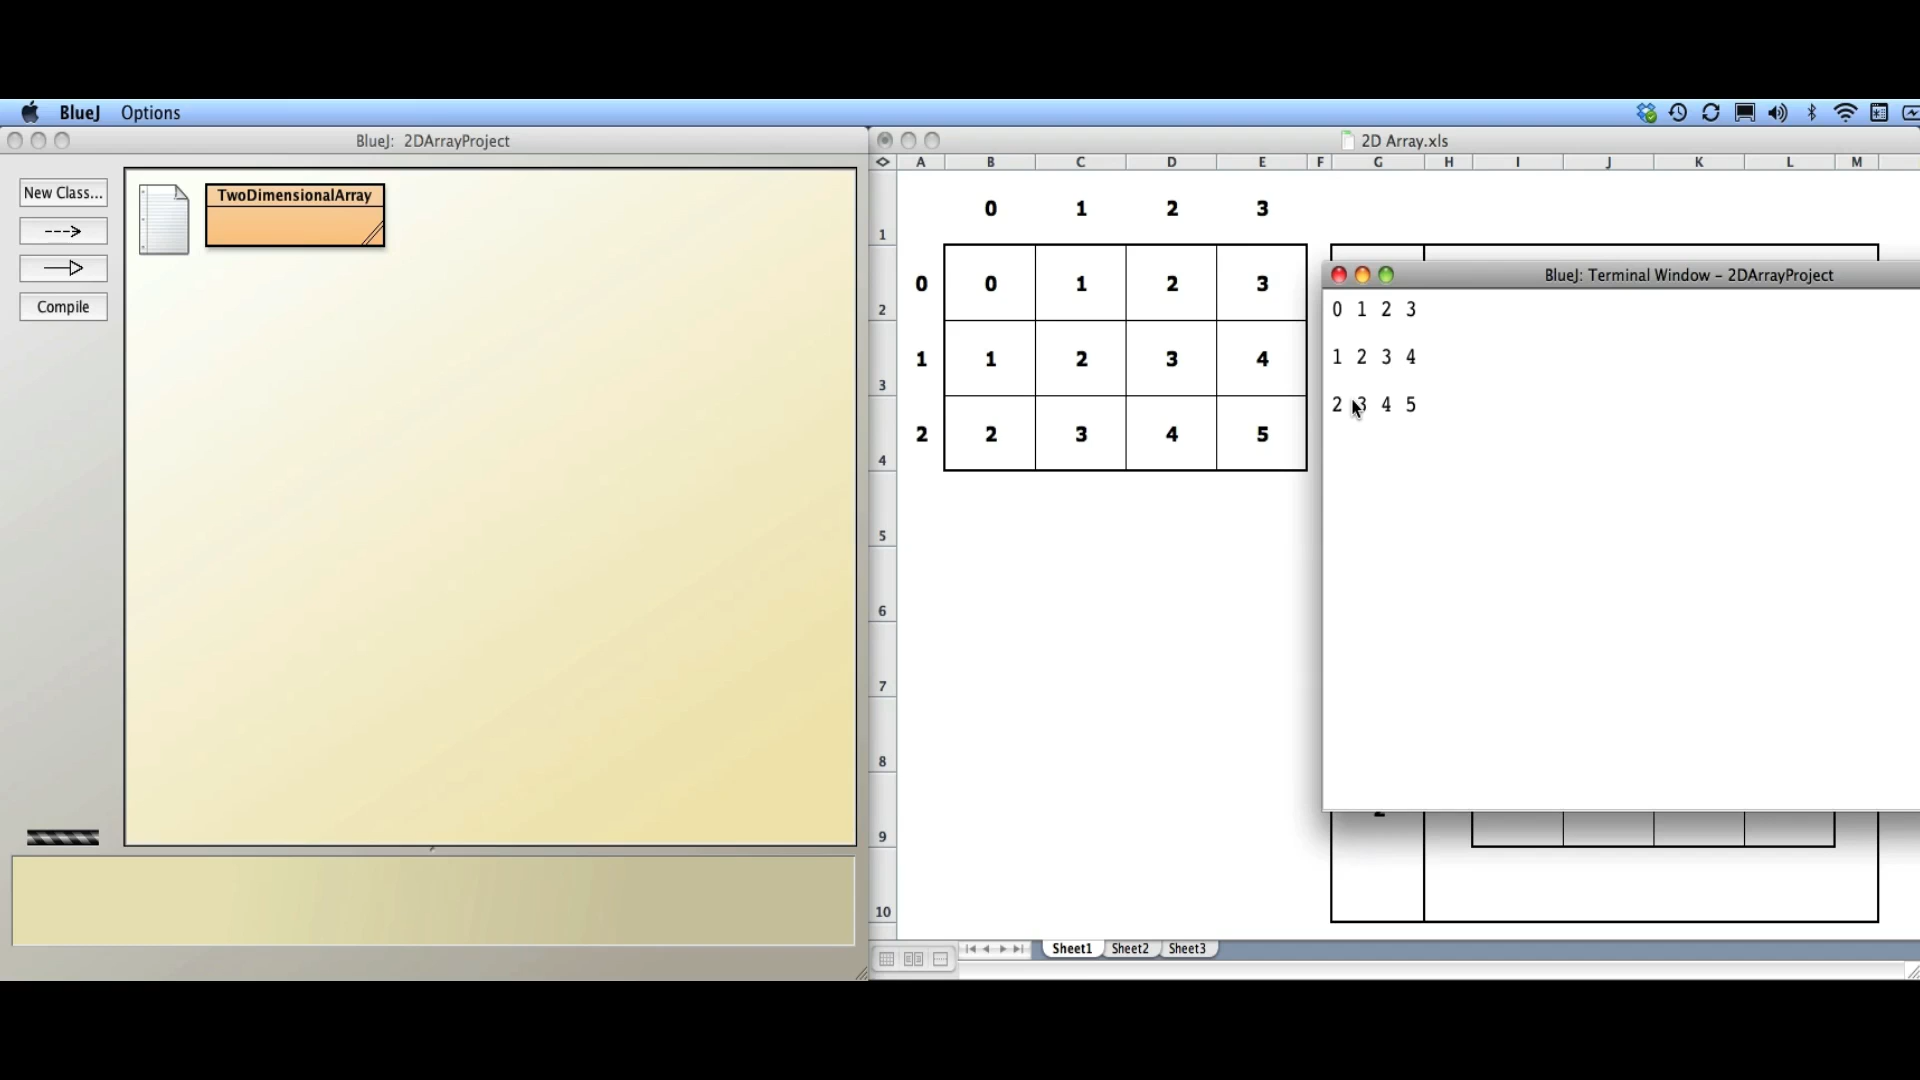 BlueJ Options
BlueJ: 2DArrayProject
New Class...
Compile
TwoDimensionalArray
2D Array.xls
A B C D E F G H I J K L M
0 1 2 3
1
0 0 1 2 3
2
1 1 2 3 4
3
2 2 3 4 5
4
5
6
7
8
9
10
BlueJ: Terminal Window – 2DArrayProject
0 1 2 3
1 2 3 4
2 3 4 5
Sheet1 Sheet2 Sheet3